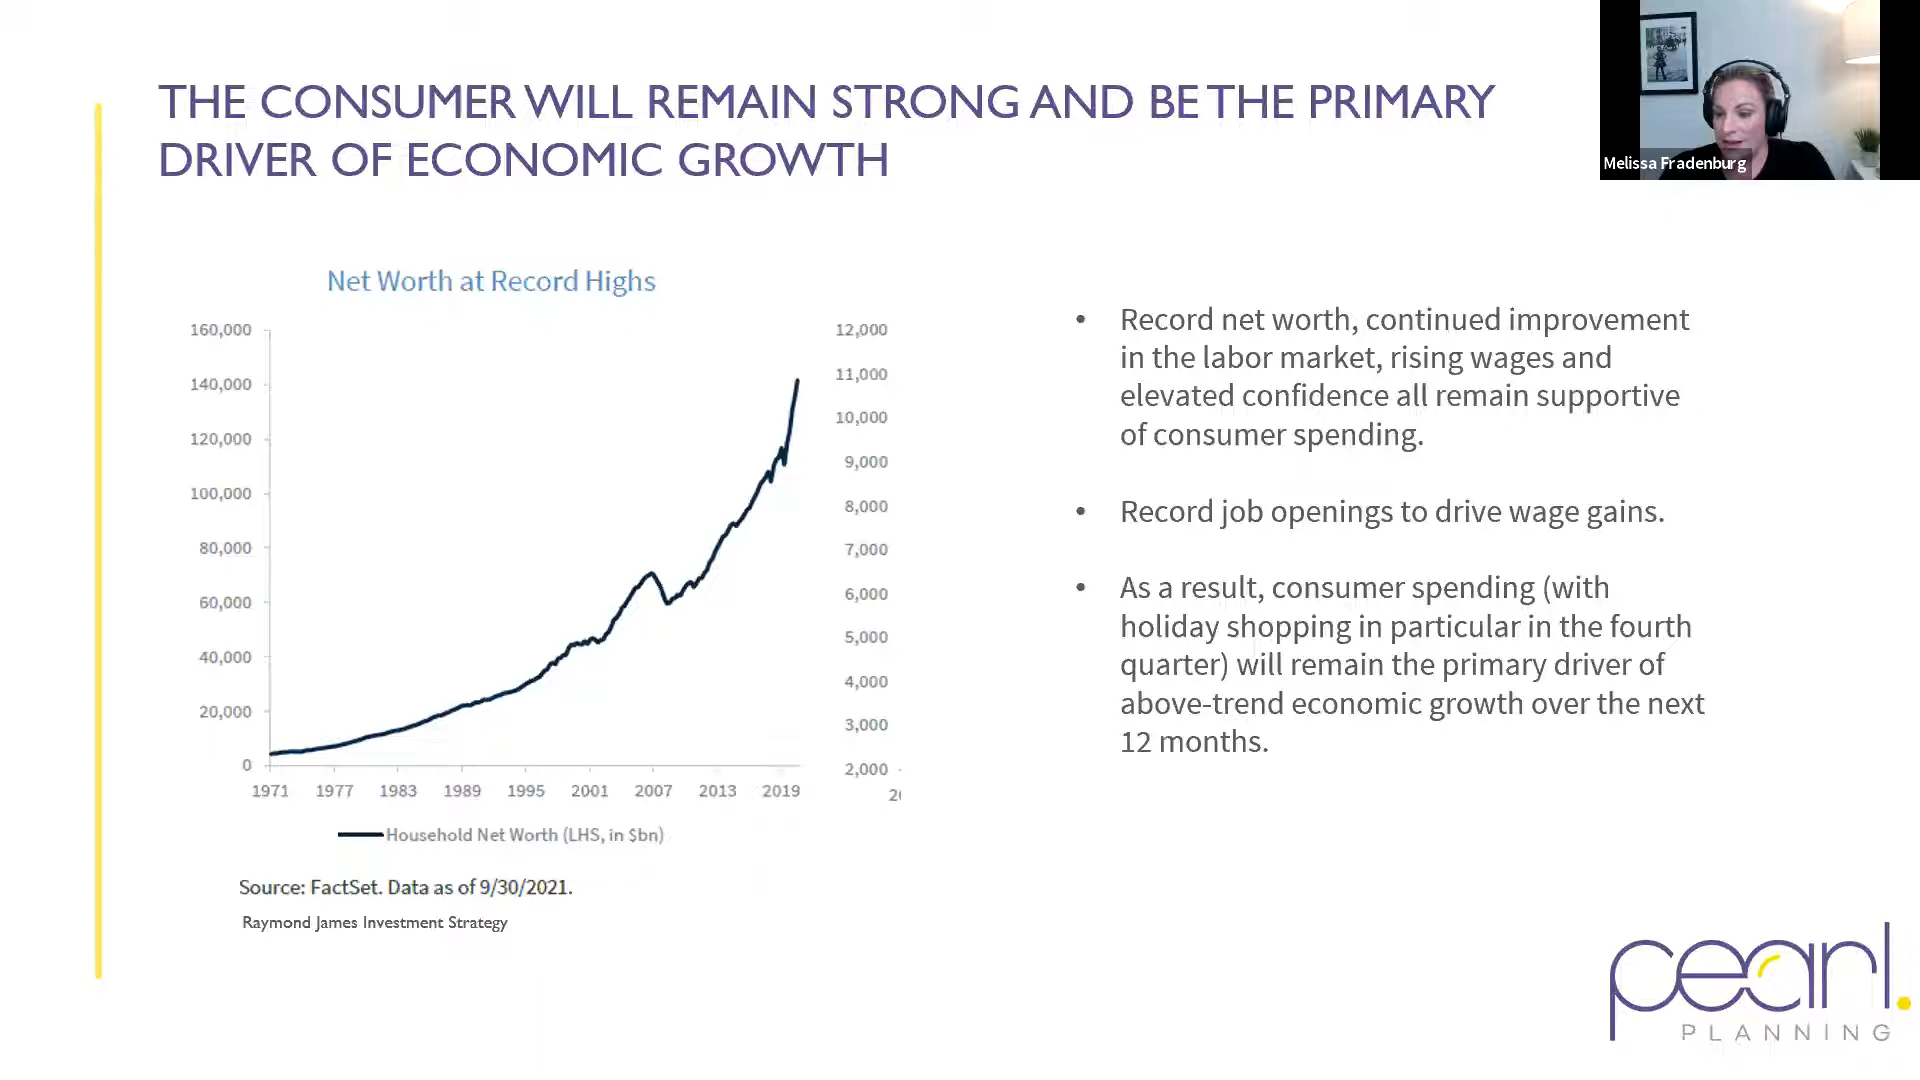 THE CONSUMER WILL REMAIN STRONG AND BE THE PRIMARY
DRIVER OF ECONOMIC GROWTH
Melissa Fradenburg
Net Worth at Record Highs
160,000
140,000
120,000
100,000
80,000
60,000
40,000
20,000
0
1971 1977 1983 1989 1995 2001 2007 2013 2019
12,000
11,000
10,000
9,000
8,000
7,000
6,000
5,000
4,000
3,000
2,000
Household Net Worth (LHS, in $bn)
Source: FactSet. Data as of 9/30/2021.
Raymond James Investment Strategy
• Record net worth, continued improvement
in the labor market, rising wages and
elevated confidence all remain supportive
of consumer spending.
• Record job openings to drive wage gains.
• As a result, consumer spending (with
holiday shopping in particular in the fourth
quarter) will remain the primary driver of
above-trend economic growth over the next
12 months.
pearl.
PLANNING